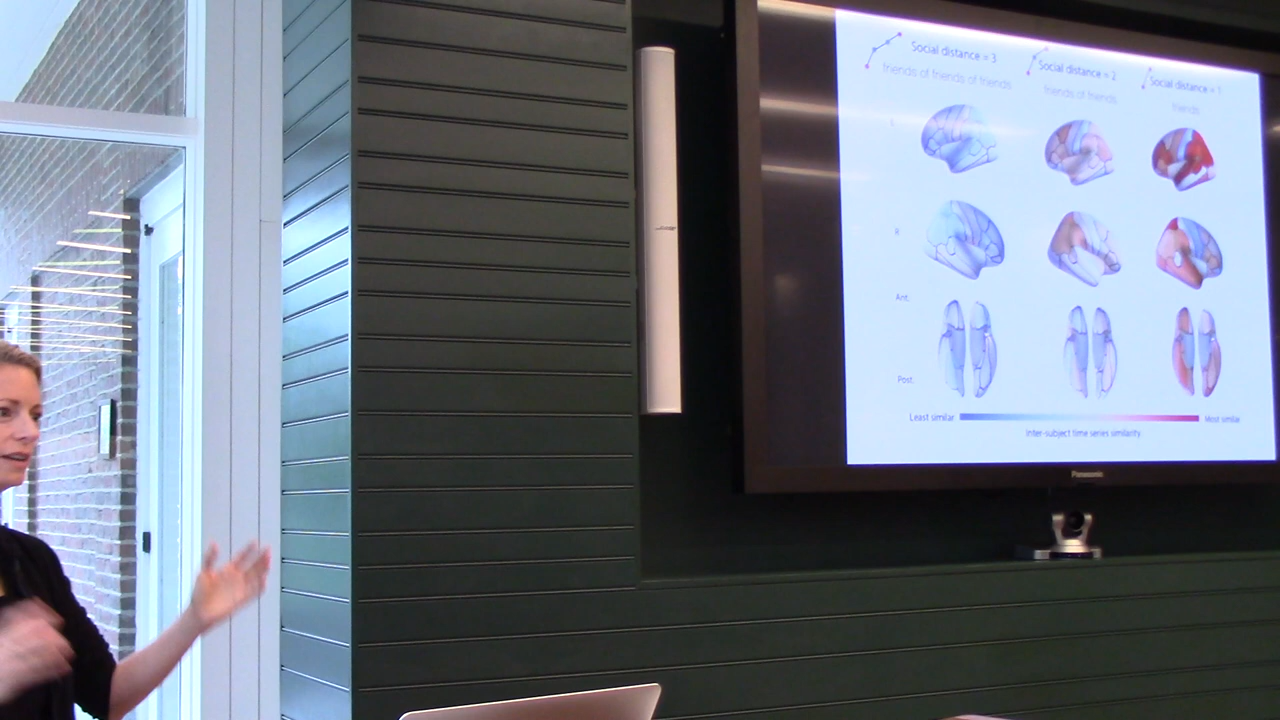 Social distance = 3
friends of friends of friends
Social distance = 2
friends of friends
Social distance = 1
friends
L
R
Ant.
Post.
Least similar
Most similar
Inter-subject time series similarity
Panasonic